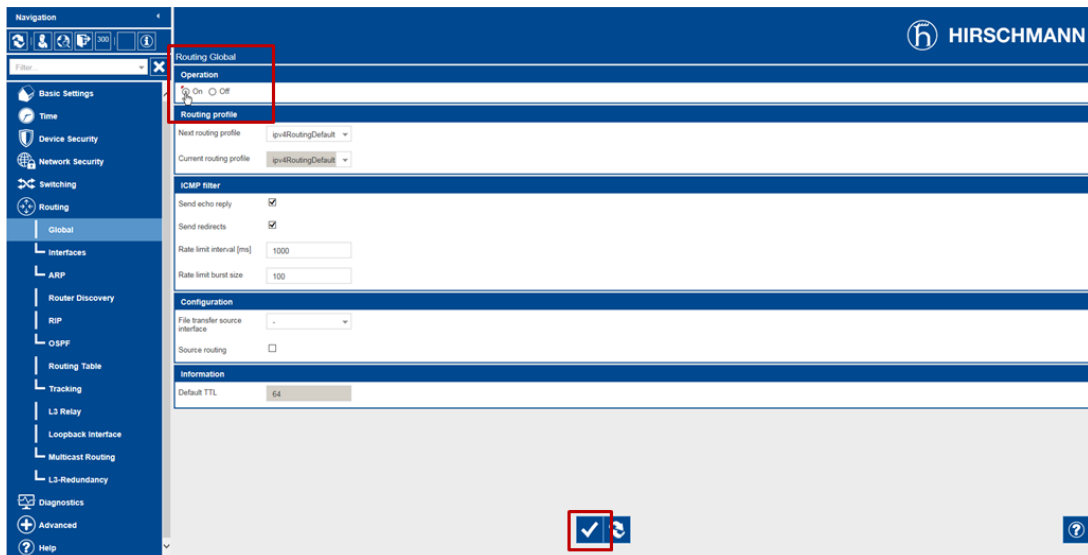 Navigation
HIRSCHMANN
300
Filter...
Basic Settings
Time
Device Security
Network Security
Switching
Routing
Global
Interfaces
ARP
Router Discovery
RIP
OSPF
Routing Table
Tracking
L3 Relay
Loopback Interface
Multicast Routing
L3-Redundancy
Diagnostics
Advanced
Help
Routing Global
Operation
On Off
Routing profile
Next routing profile ipv4RoutingDefault
Current routing profile ipv4RoutingDefault
ICMP filter
Send echo reply
Send redirects
Rate limit interval [ms] 1000
Rate limit burst size 100
Configuration
File transfer source
interface -
Source routing
Information
Default TTL 64